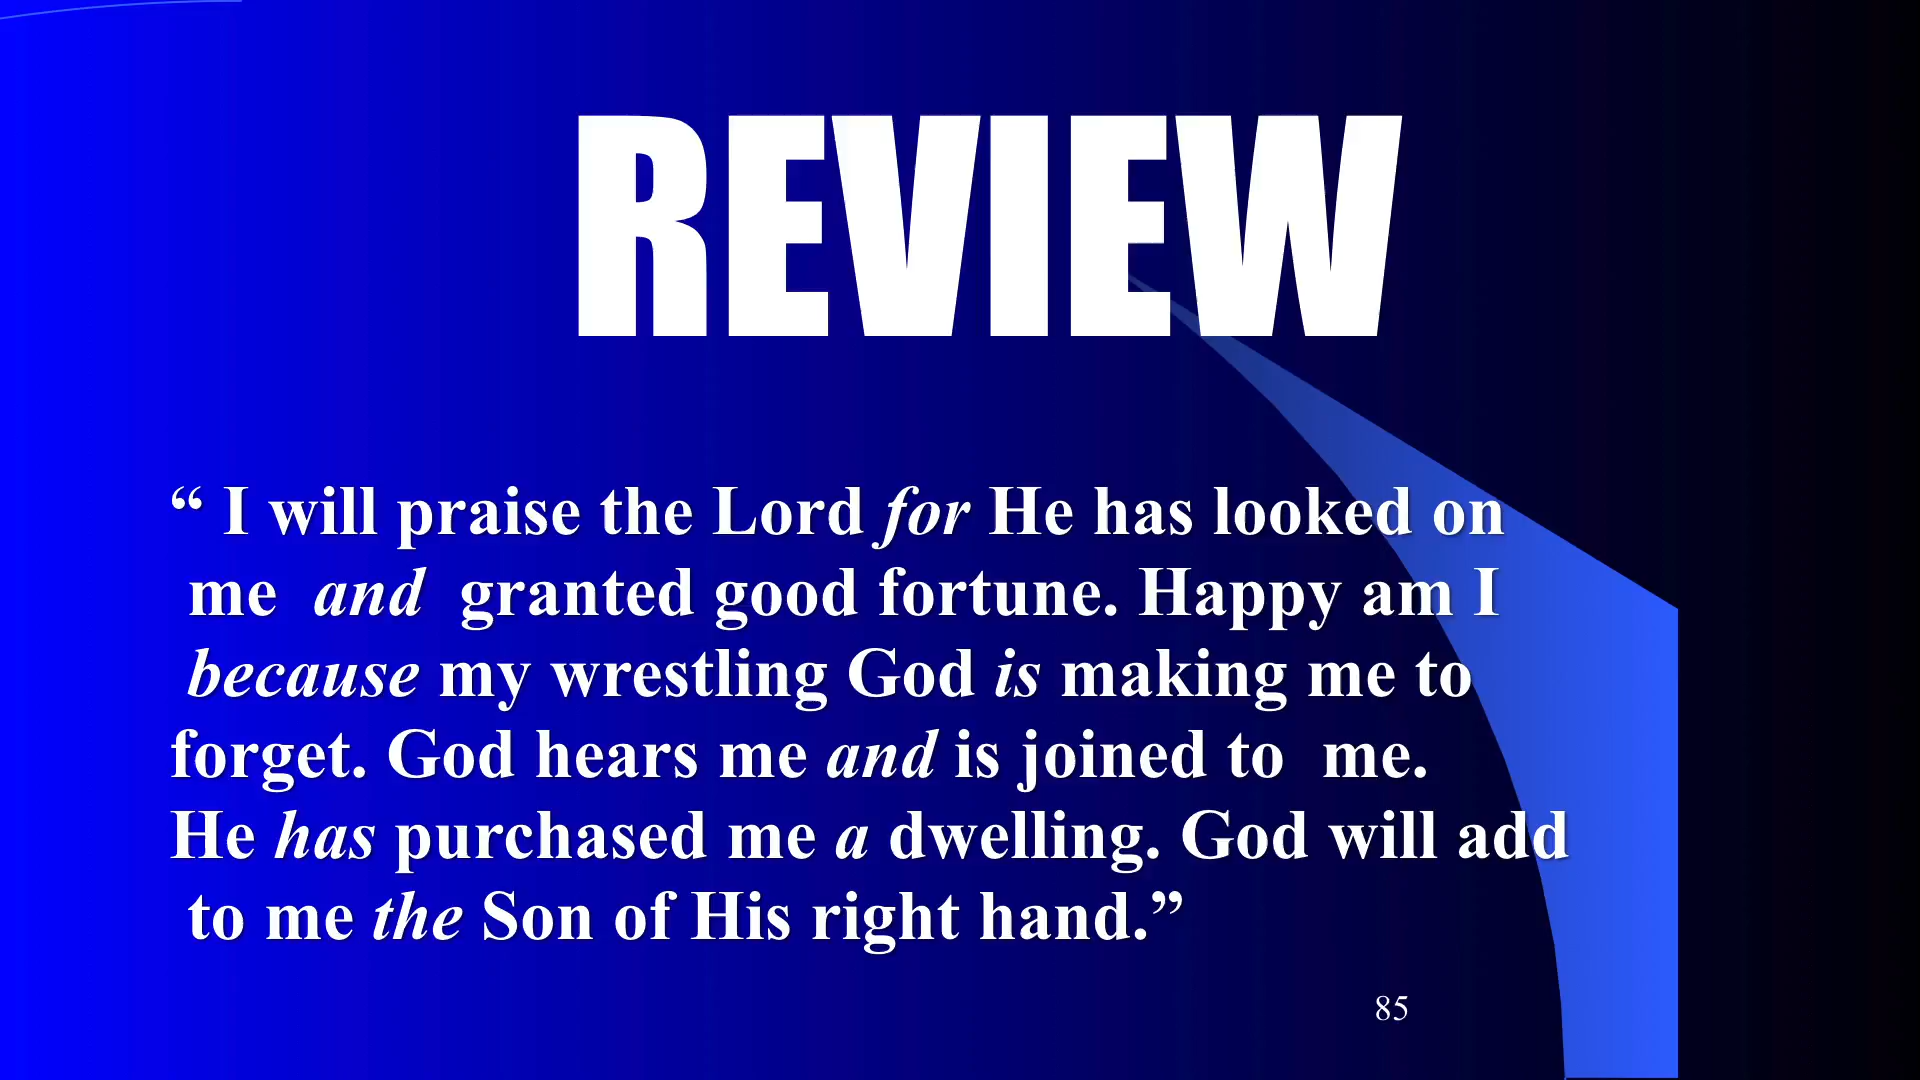 REVIEW
“ I will praise the Lord for He has looked on
me and granted good fortune. Happy am I
because my wrestling God is making me to
forget. God hears me and is joined to me.
He has purchased me a dwelling. God will add
to me the Son of His right hand.”
85